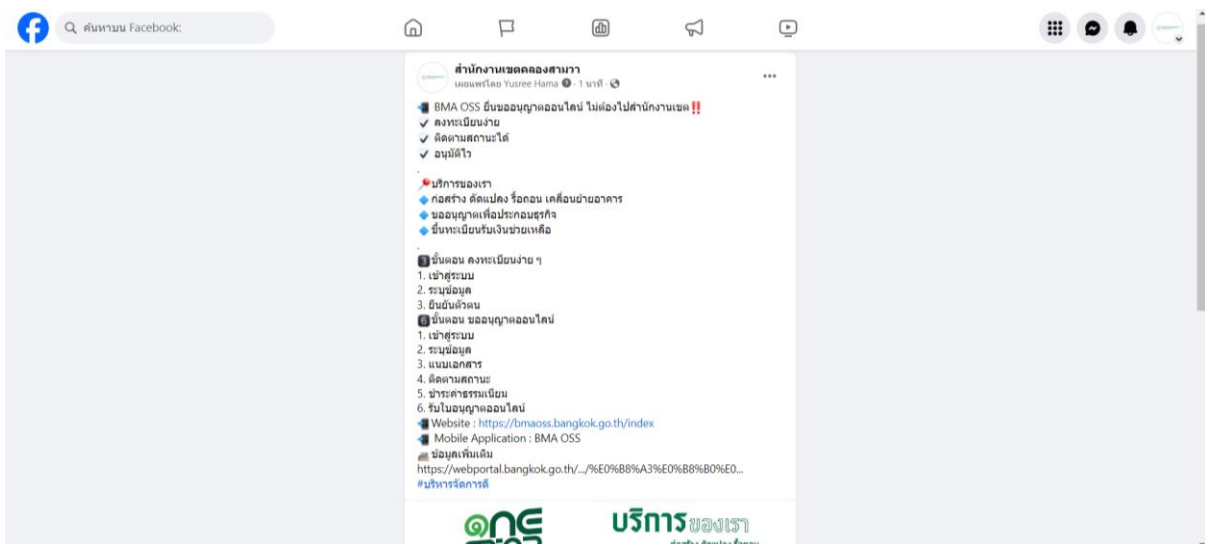 ค้นหาบน Facebook:
สำนักงานเขตคลองสามวา
เผยแพร่โดย Yusree Hama · 1 นาที ·
BMA OSS ยื่นขออนุญาตออนไลน์ ไม่ต้องไปสำนักงานเขต‼️
✓ ลงทะเบียนง่าย
✓ ติดตามสถานะได้
✓ อนุมัติไว
.
📍บริการของเรา
🔹 ก่อสร้าง ดัดแปลง รื้อถอน เคลื่อนย้ายอาคาร
🔹 ขออนุญาตเพื่อประกอบธุรกิจ
🔹 ขึ้นทะเบียนรับเงินช่วยเหลือ
.
3 ขั้นตอน ลงทะเบียนง่าย ๆ
1. เข้าสู่ระบบ
2. ระบุข้อมูล
3. ยืนยันตัวตน
6 ขั้นตอน ขออนุญาตออนไลน์
1. เข้าสู่ระบบ
2. ระบุข้อมูล
3. แนบเอกสาร
4. ติดตามสถานะ
5. ชำระค่าธรรมเนียม
6. รับใบอนุญาตออนไลน์
📲 Website : https://bmaoss.bangkok.go.th/index
📲 Mobile Application : BMA OSS
ข้อมูลเพิ่มเติม
https://webportal.bangkok.go.th/.../%E0%B8%A3%E0%B8%B0%E0...
#บริหารจัดการดี
บริการของเรา